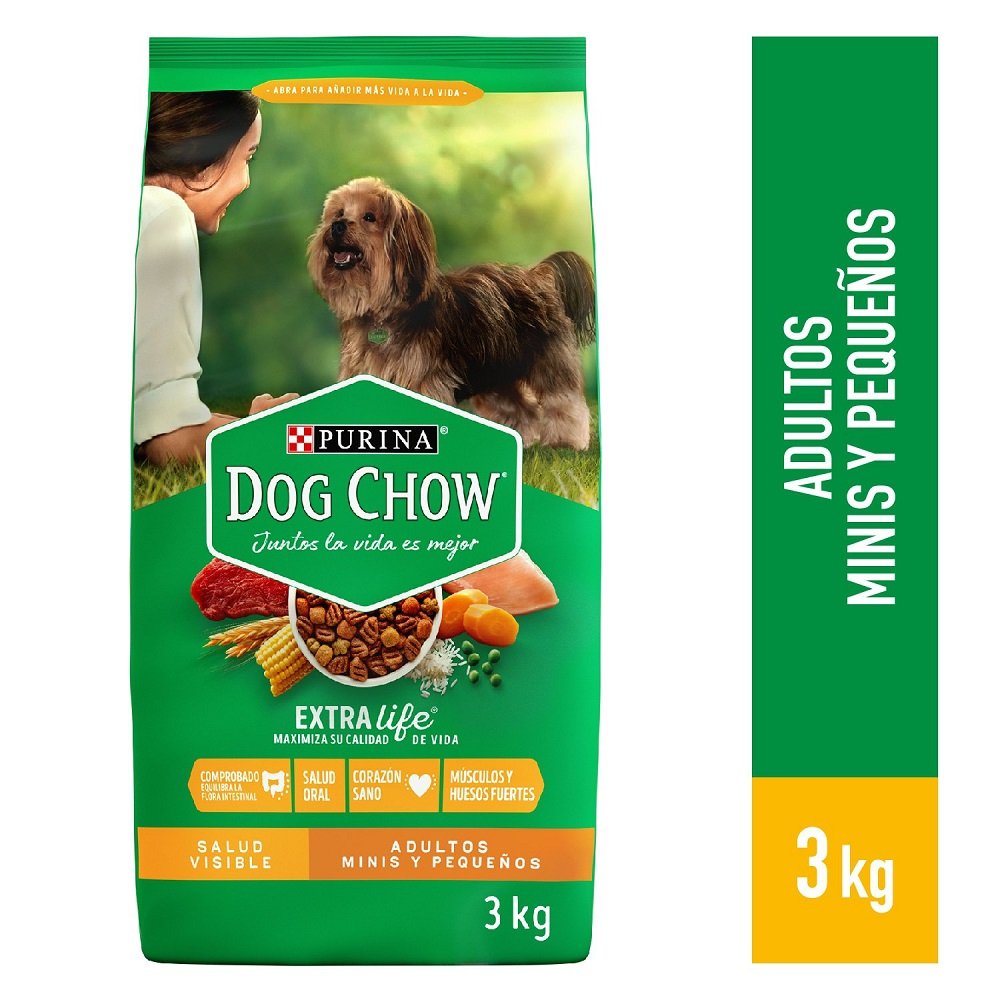 - ABRA PARA AÑADIR MÁS VIDA A LA VIDA -
PURINA®
DOG CHOW®
Juntos la vida es mejor
EXTRA life®
MAXIMIZA SU CALIDAD DE VIDA
COMPROBADO
EQUILIBRA LA
FLORA INTESTINAL
SALUD
ORAL
CORAZÓN
SANO
MÚSCULOS Y
HUESOS FUERTES
SALUD
VISIBLE
ADULTOS
MINIS Y PEQUEÑOS
3 kg
ADULTOS
MINIS Y PEQUEÑOS
3 kg